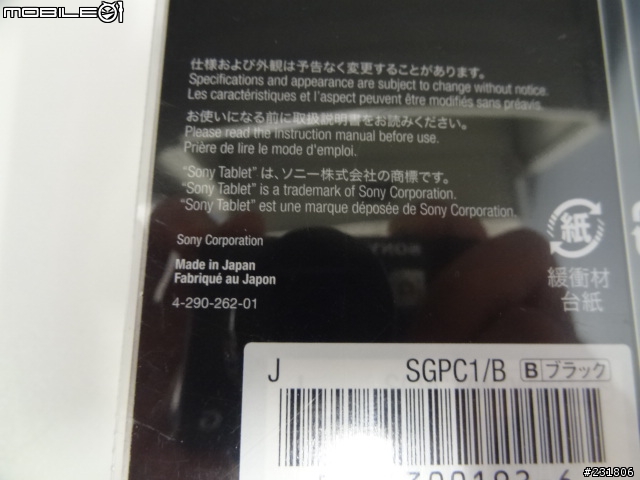 MOBILE01
仕様および外観は予告なく変更することがあります。
Specifications and appearance are subject to change without notice.
Les caractéristiques et l'aspect peuvent être modifiés sans préavis.
お使いになる前に取扱説明書をお読みください。
Please read the instruction manual before use.
Prière de lire le mode d'emploi.
“Sony Tablet” は、ソニー株式会社の商標です。
“Sony Tablet” is a trademark of Sony Corporation.
“Sony Tablet” est une marque déposée de Sony Corporation.
Sony Corporation
Made in Japan
Fabriqué au Japon
4-290-262-01
紙
緩衝材
台紙
J SGPC1/B B ブラック
#231806